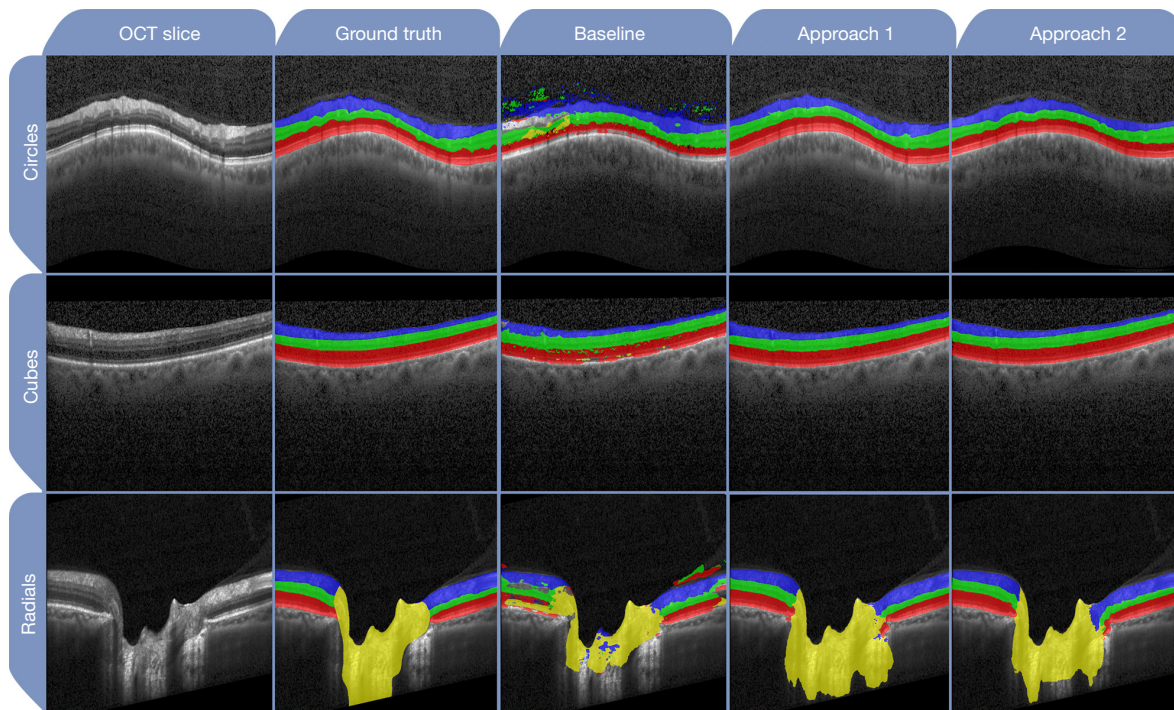 OCT slice
Ground truth
Baseline
Approach 1
Approach 2
Circles
Cubes
Radials